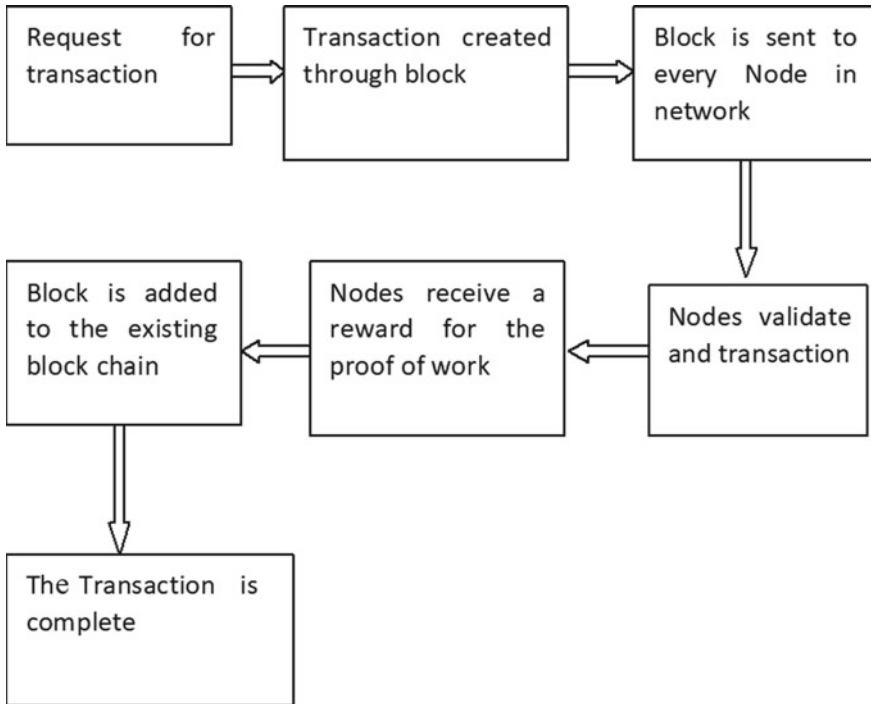 Request for
transaction
Transaction created
through block
Block is sent to
every Node in
network
Nodes validate
and transaction
Nodes receive a
reward for the
proof of work
Block is added
to the existing
block chain
The Transaction is
complete